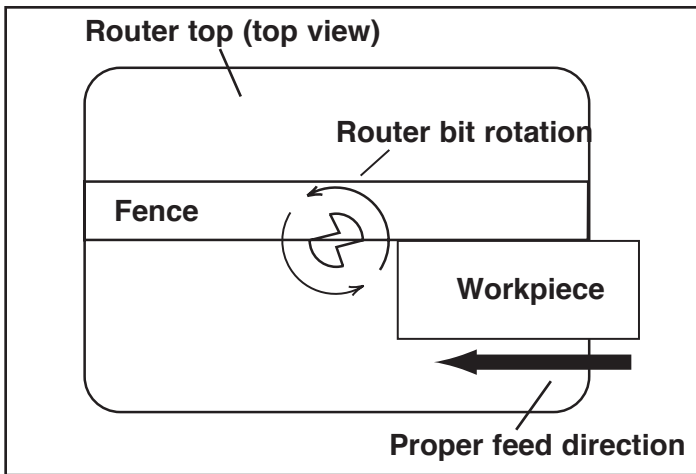 Router top (top view)
Router bit rotation
Fence
Workpiece
Proper feed direction